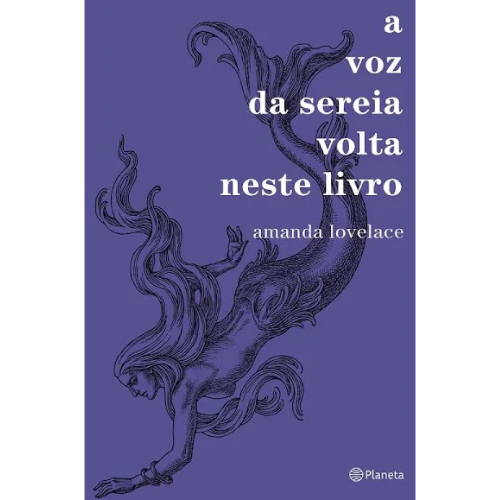 a
voz
da sereia
volta
neste livro
amanda lovelace
Planeta